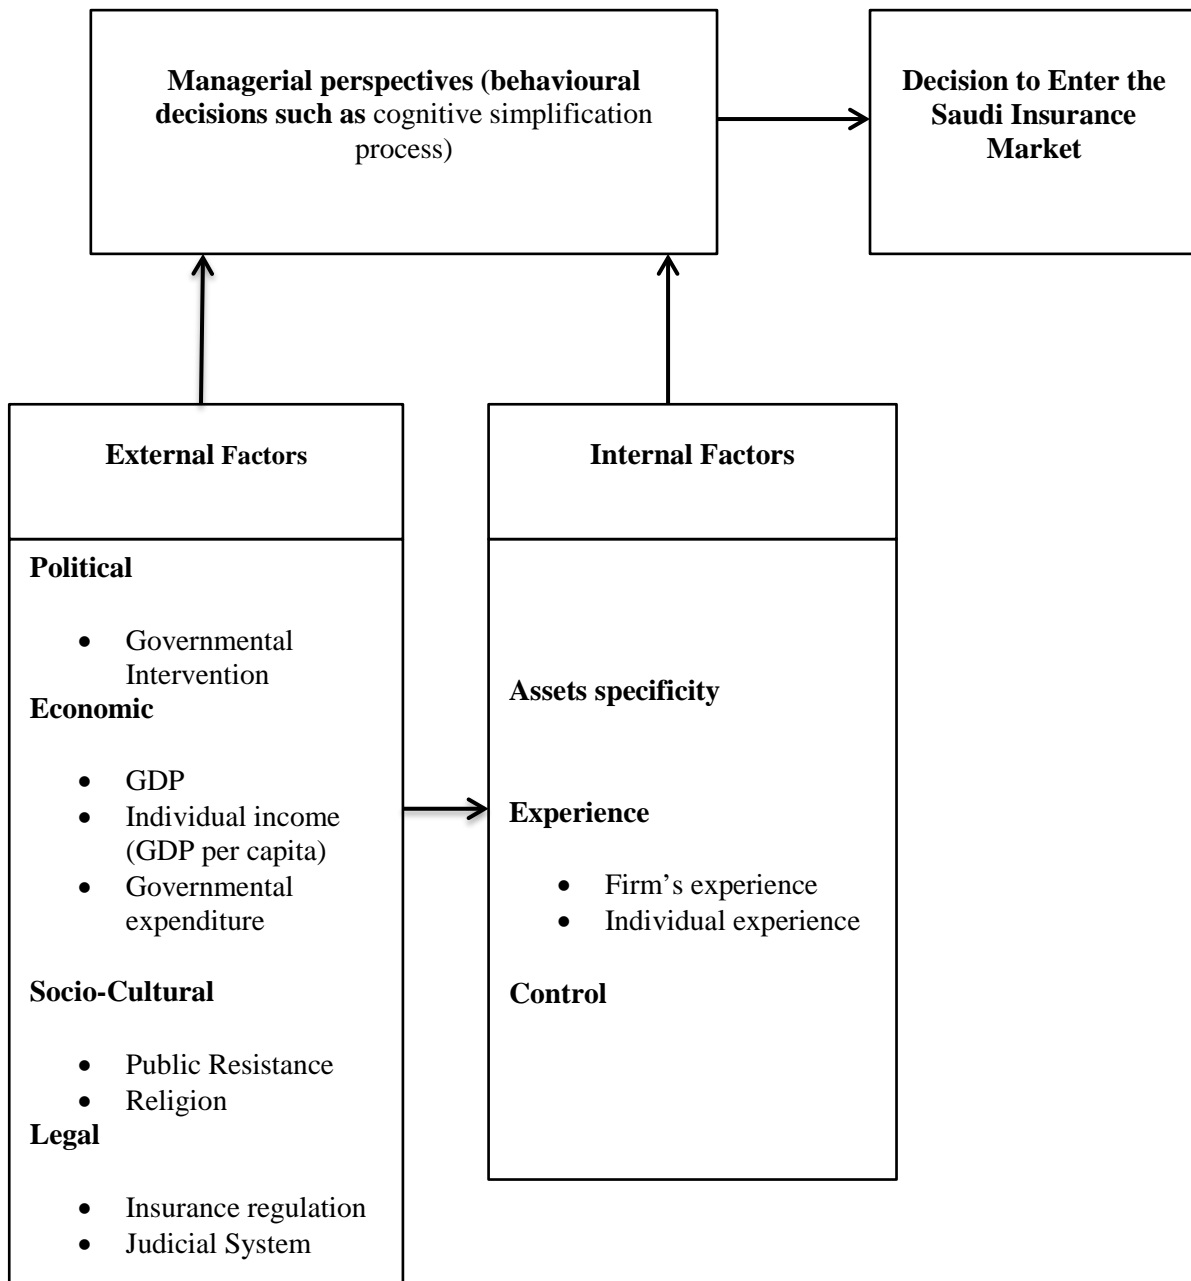 Managerial perspectives (behavioural
decisions such as cognitive simplification
process)
Decision to Enter the
Saudi Insurance
Market
External Factors
Political
• Governmental
Intervention
Economic
• GDP
• Individual income
(GDP per capita)
• Governmental
expenditure
Socio-Cultural
• Public Resistance
• Religion
Legal
• Insurance regulation
• Judicial System
Internal Factors
Assets specificity
Experience
• Firm’s experience
• Individual experience
Control